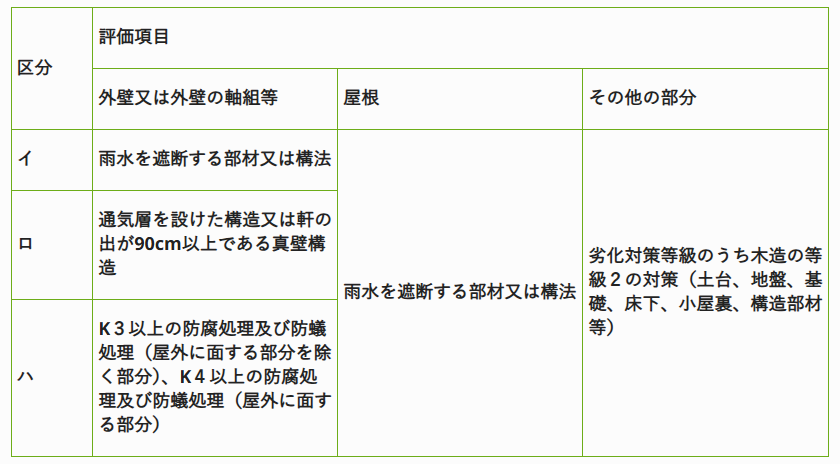 区分
評価項目
外壁又は外壁の軸組等
屋根
その他の部分
イ
雨水を遮断する部材又は構法
ロ
通気層を設けた構造又は軒の
出が90cm以上である真壁構
造
ハ
K３以上の防腐処理及び防蟻
処理（屋外に面する部分を除
く部分）、K４以上の防腐処
理及び防蟻処理（屋外に面す
る部分）
雨水を遮断する部材又は構法
劣化対策等級のうち木造の等
級２の対策（土台、地盤、基
礎、床下、小屋裏、構造部材
等）